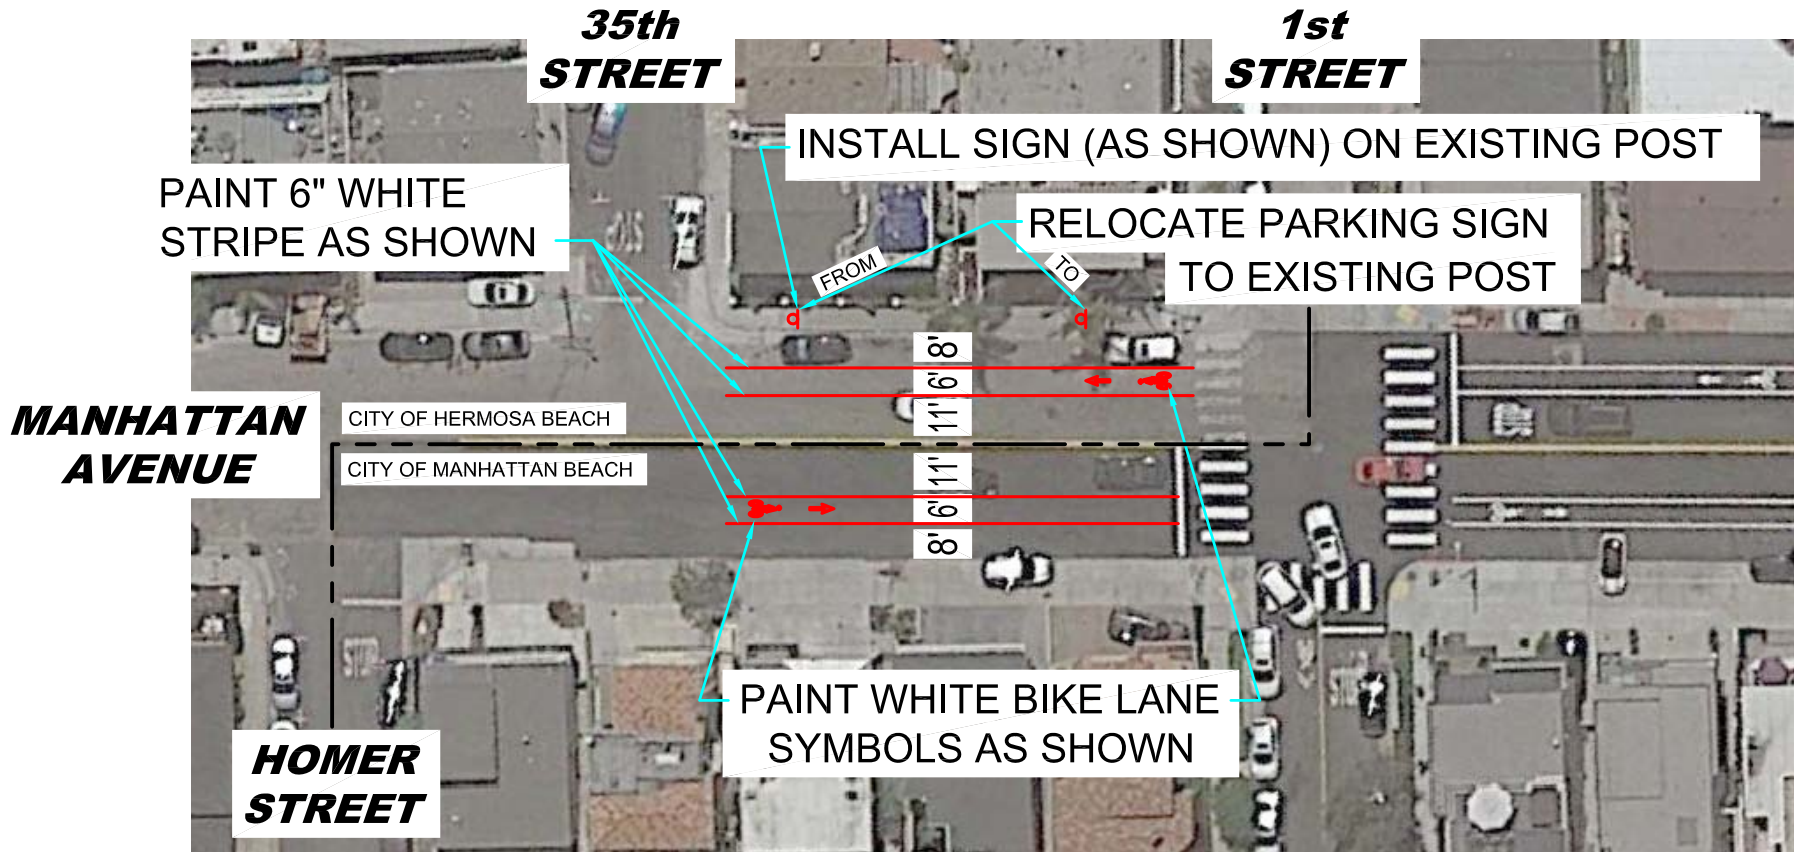 35th
STREET
1st
STREET
INSTALL SIGN (AS SHOWN) ON EXISTING POST
PAINT 6" WHITE
STRIPE AS SHOWN
RELOCATE PARKING SIGN
TO EXISTING POST
FROM
TO
8'
6'
11'
MANHATTAN
AVENUE
CITY OF HERMOSA BEACH
CITY OF MANHATTAN BEACH
11'
6'
8'
PAINT WHITE BIKE LANE
SYMBOLS AS SHOWN
HOMER
STREET